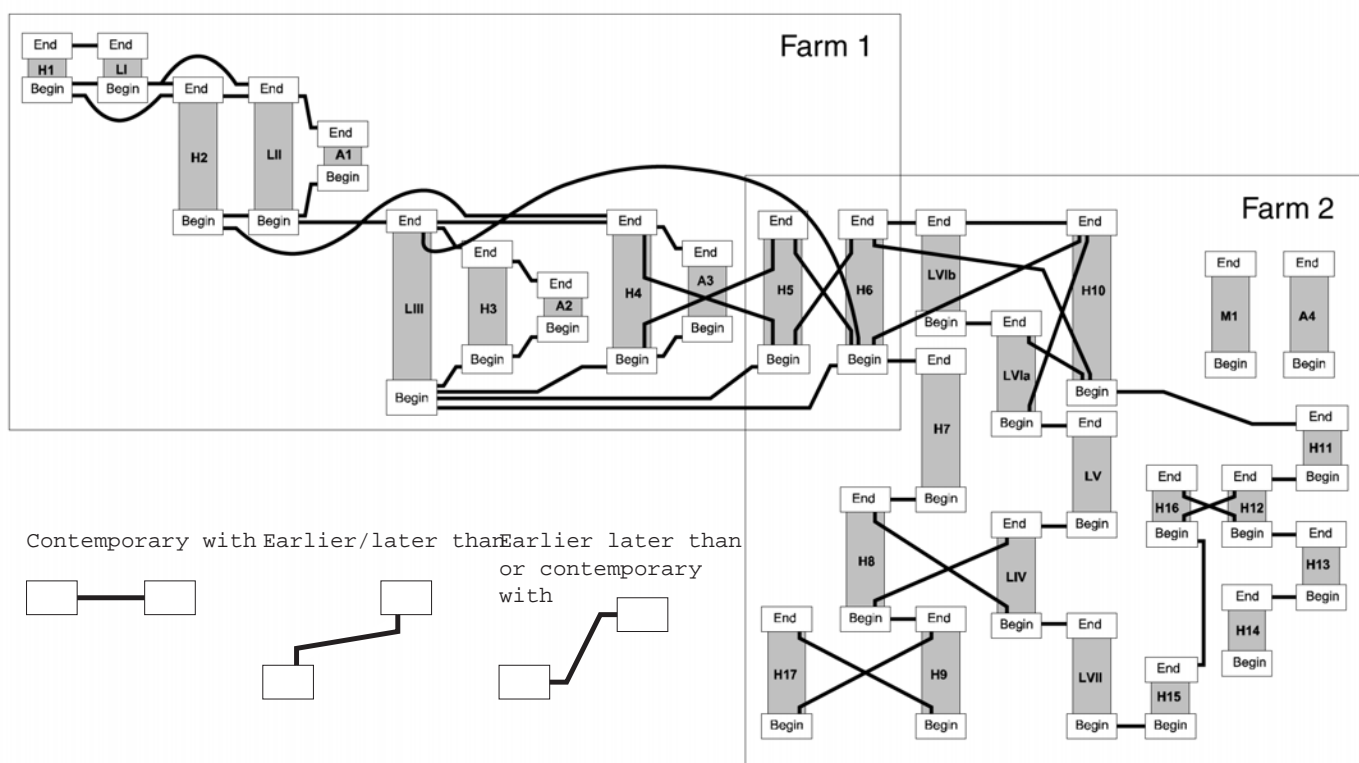 Farm 1
End
End
H1
LI
Begin
Begin
End
End
H2
LII
End
A1
Begin
Begin
Begin
Farm 2
End
End
End
End
End
End
End
End
End
End
LVIb
End
End
A3
LIII
H3
A2
H4
H5
H6
H10
M1
A4
Begin
Begin
Begin
End
Begin
Begin
Begin
Begin
End
Begin
Begin
LVIa
Begin
Begin
Begin
H7
Begin
End
End
H11
LV
End
End
Begin
End
Begin
H16
H12
Contemporary with
Earlier/later than
Earlier later than
or contemporary
with
End
Begin
Begin
Begin
End
H8
LIV
H13
End
Begin
End
Begin
End
Begin
End
H14
H17
H9
LVII
End
Begin
H15
Begin
Begin
Begin
Begin